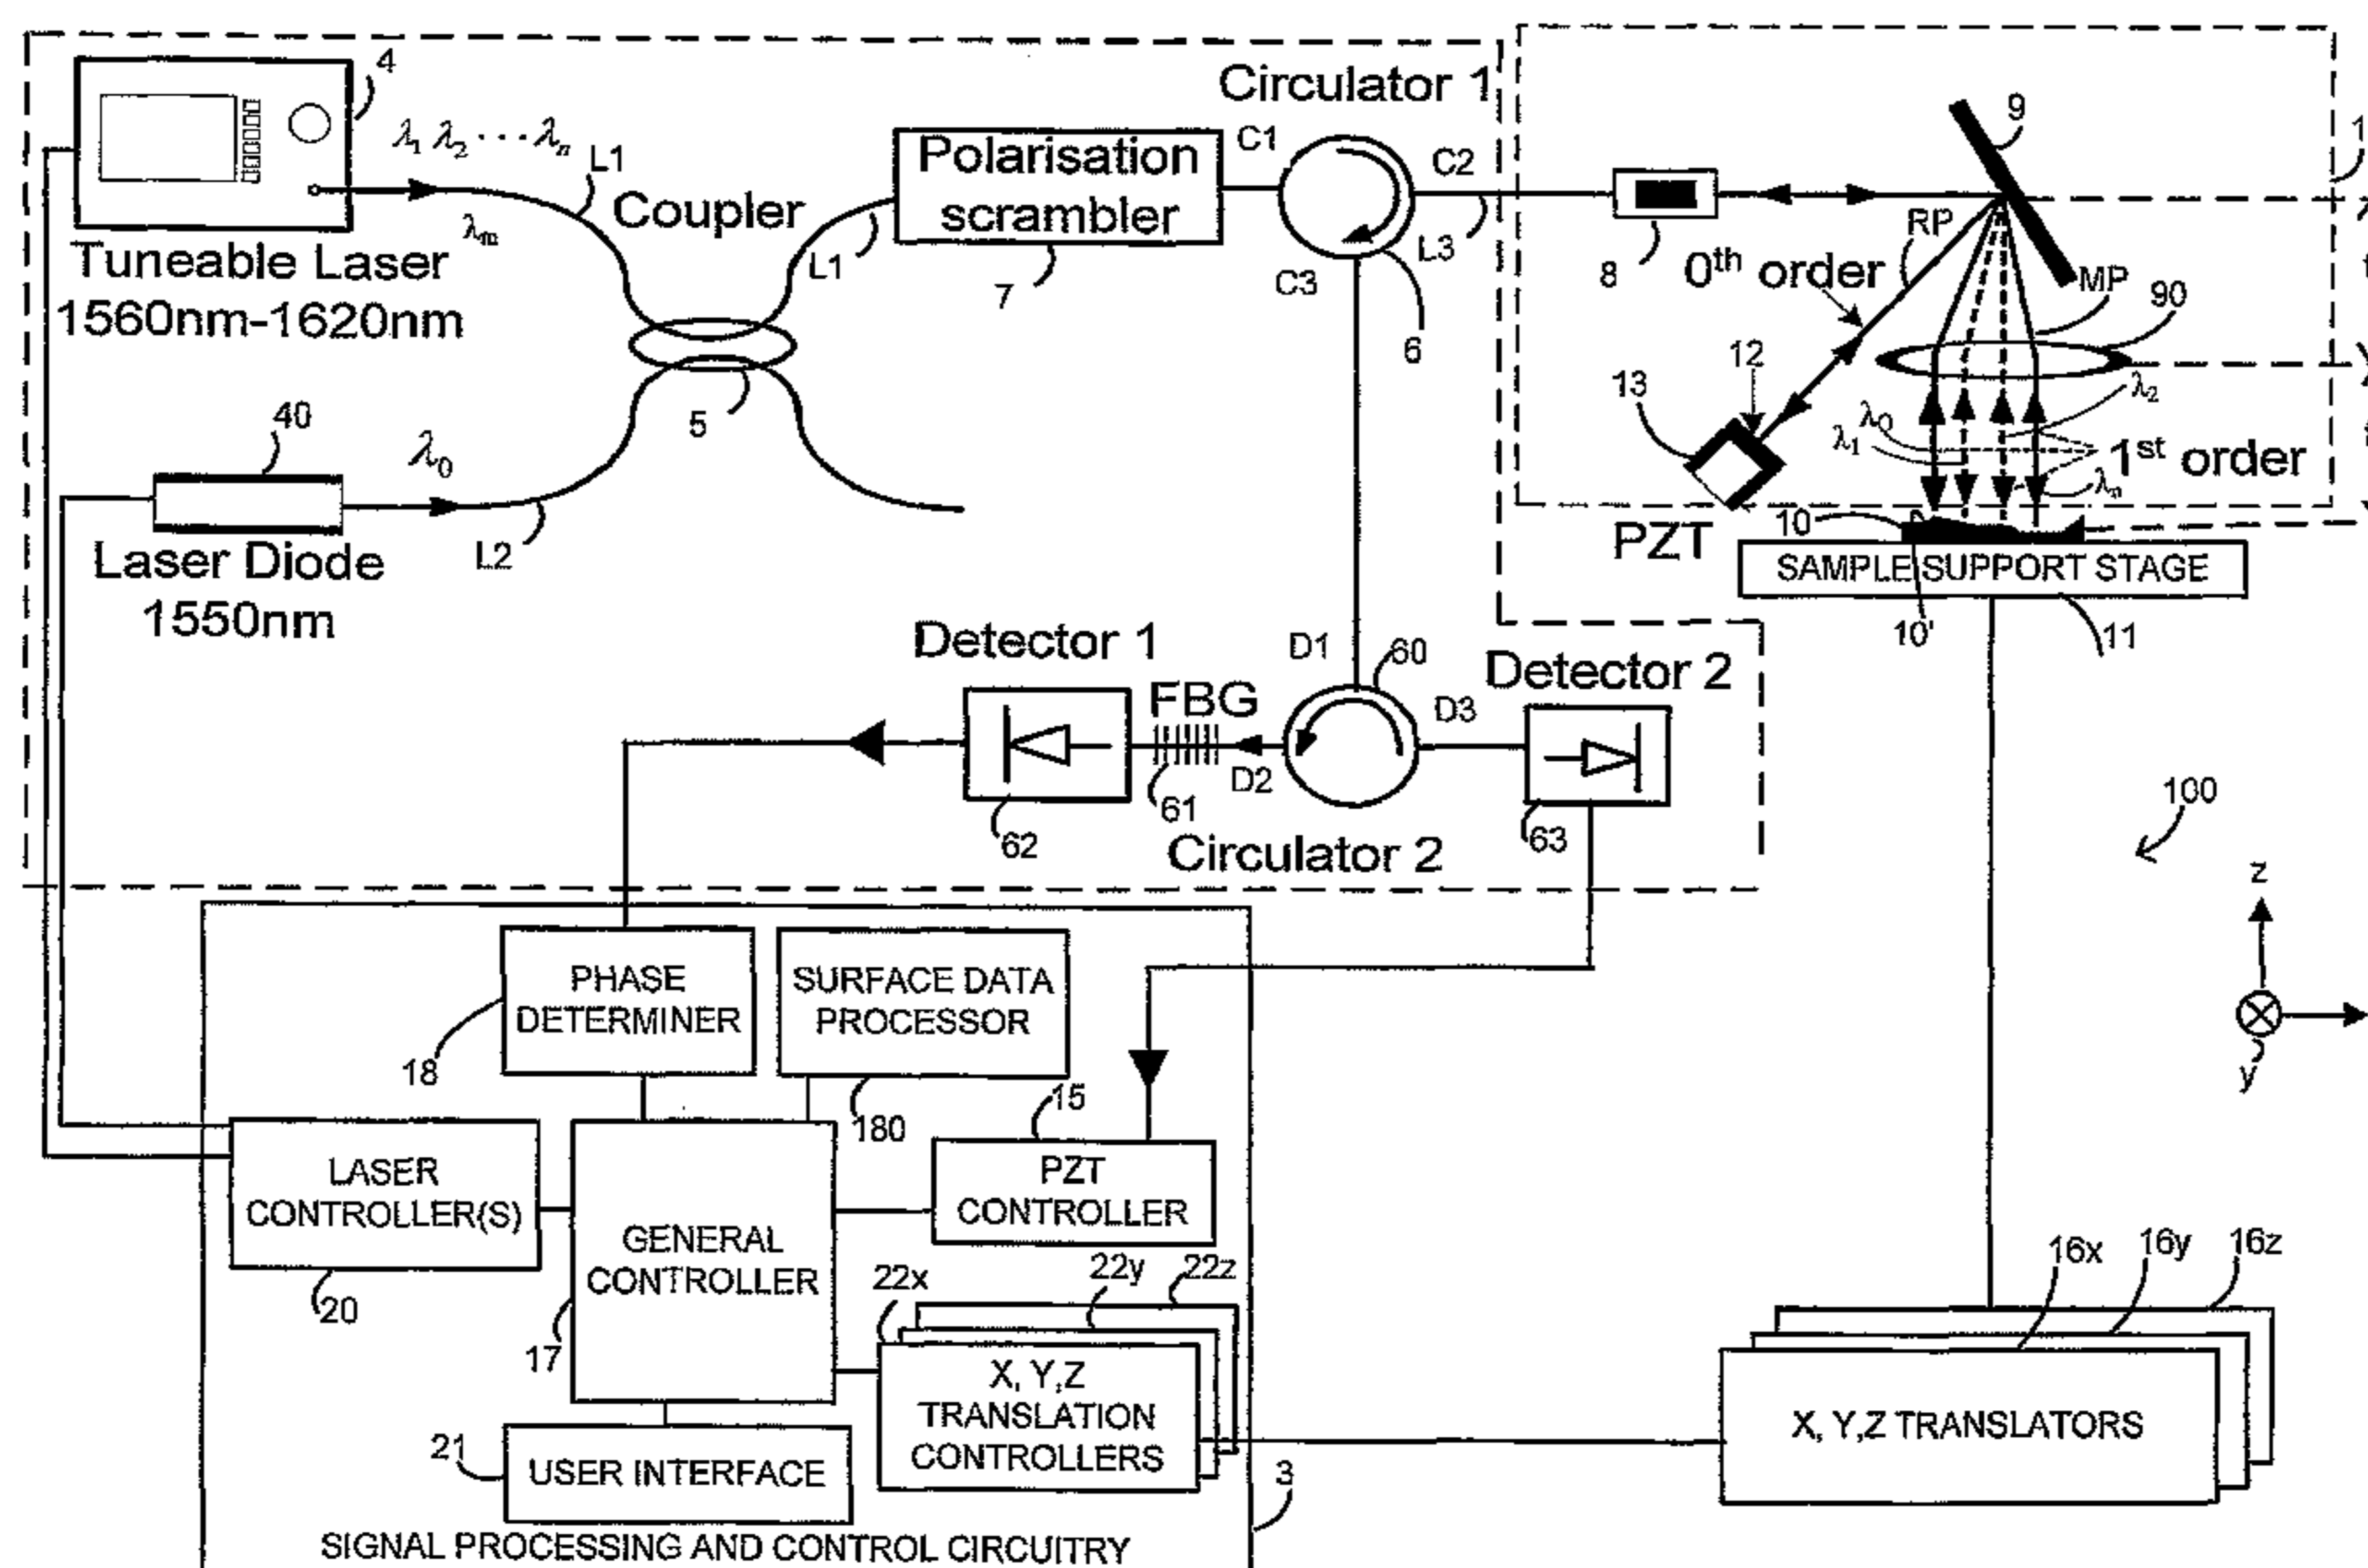 4
λ1 λ2 ··· λn
L1
λm
Tuneable Laser
1560nm-1620nm
Coupler
L1
Polarisation
scrambler
7
Circulator 1
C1
C2
C3
L3
6
8
9
1
RP
0th order
MP
90
12
13
λ2
λ0
λ1
1st order
λn
PZT
10
SAMPLE SUPPORT STAGE
10'
11
5
40
λ0
L2
Laser Diode
1550nm
Detector 1
FBG
D1
60
D3
Detector 2
D2
61
62
63
Circulator 2
100
z
y
PHASE
DETERMINER
18
SURFACE DATA
PROCESSOR
180
15
PZT
CONTROLLER
LASER
CONTROLLER(S)
20
GENERAL
CONTROLLER
17
22x
22y
22z
X, Y,Z
TRANSLATION
CONTROLLERS
16x
16y
16z
X, Y,Z TRANSLATORS
21
USER INTERFACE
3
SIGNAL PROCESSING AND CONTROL CIRCUITRY